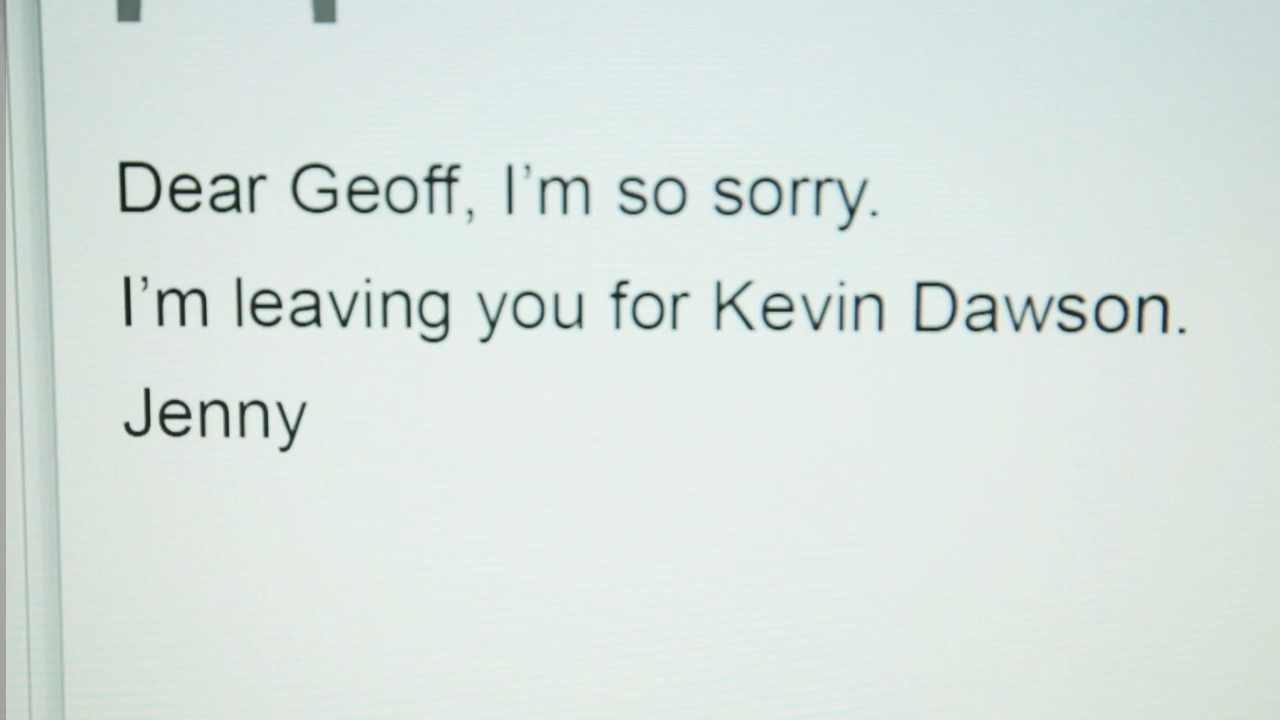 Dear Geoff, I’m so sorry.
I’m leaving you for Kevin Dawson.
Jenny